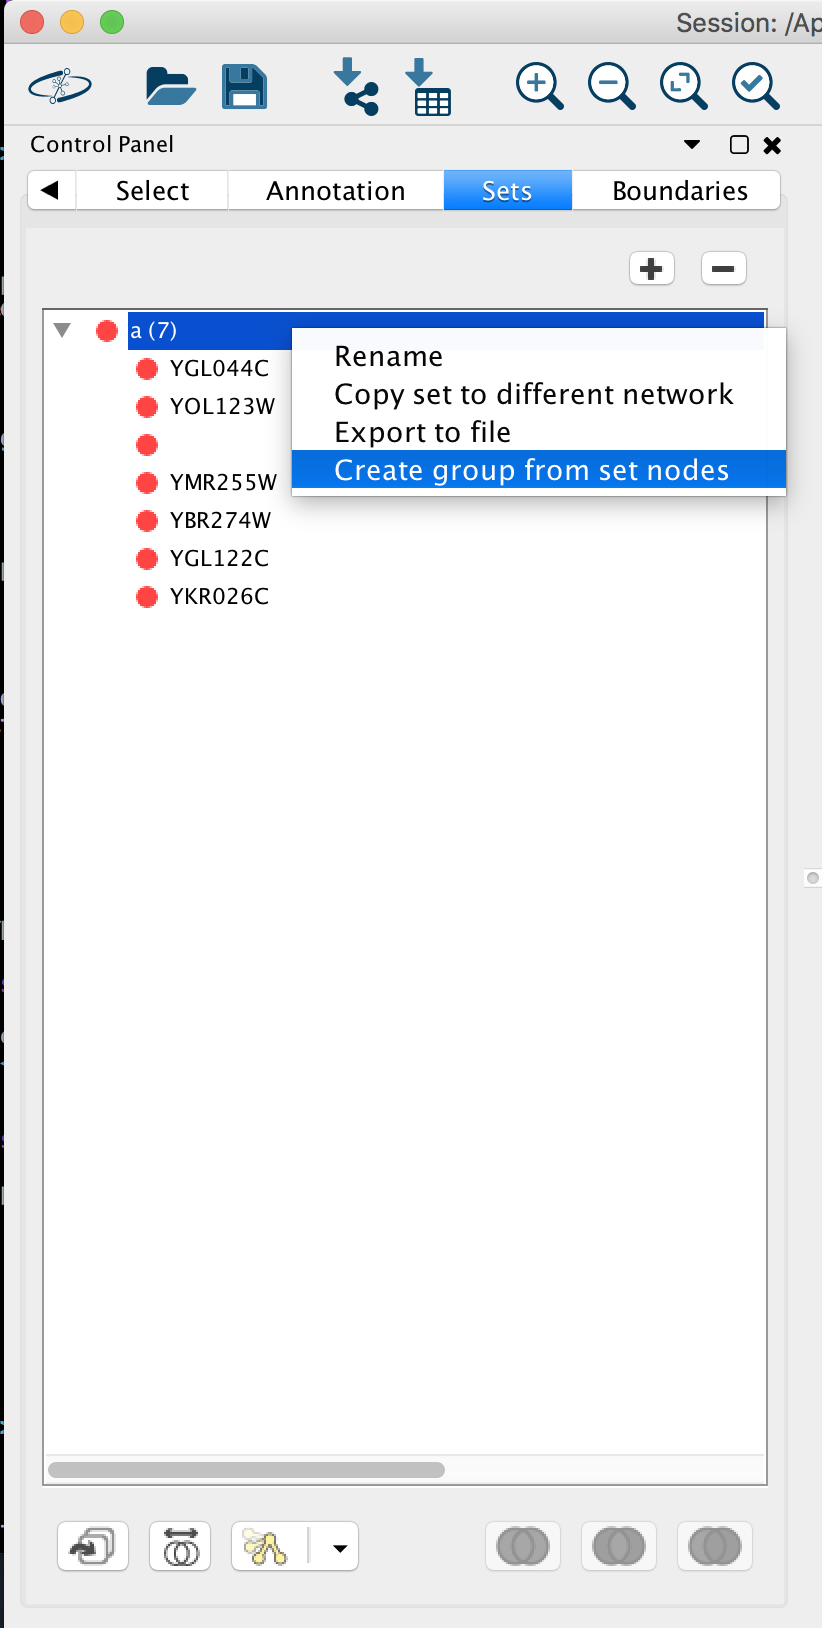 Session: /Ap
Control Panel
Select Annotation Sets Boundaries
a (7)
Rename
YGL044C
Copy set to different network
YOL123W
Export to file
Create group from set nodes
YMR255W
YBR274W
YGL122C
YKR026C